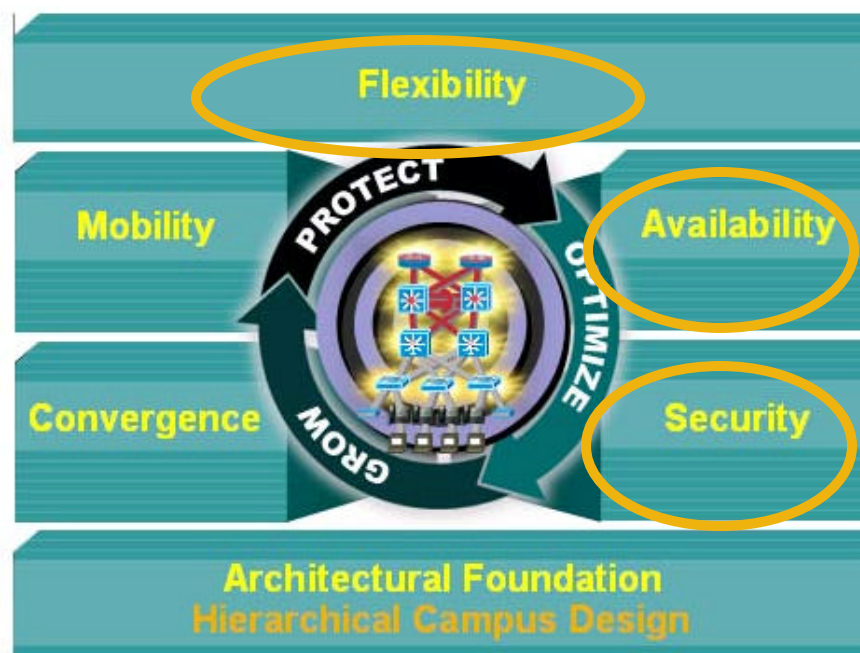 Flexibility
PROTECT
Mobility
Availability
OPTIMIZE
Convergence
Security
GROW
Architectural Foundation
Hierarchical Campus Design